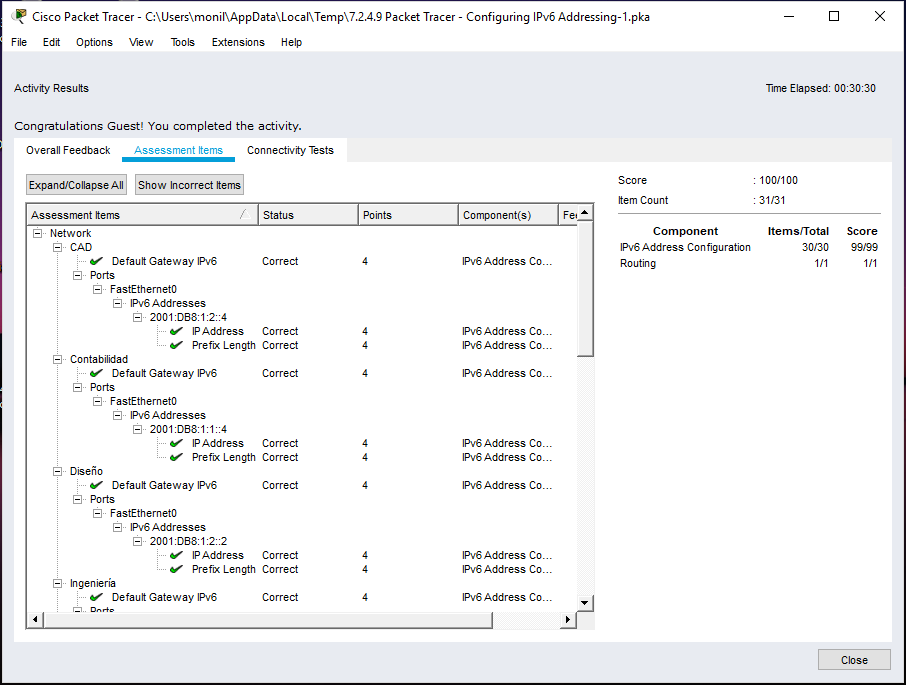 Cisco Packet Tracer - C:\Users\monil\AppData\Local\Temp\7.2.4.9 Packet Tracer - Configuring IPv6 Addressing-1.pka
File Edit Options View Tools Extensions Help
Activity Results
Time Elapsed: 00:30:30
Congratulations Guest! You completed the activity.
Overall Feedback Assessment Items Connectivity Tests
Expand/Collapse All Show Incorrect Items
Assessment Items Status Points Component(s) Fee
Network
CAD
Default Gateway IPv6 Correct 4 IPv6 Address Co...
Ports
FastEthernet0
IPv6 Addresses
2001:DB8:1:2::4
IP Address Correct 4 IPv6 Address Co...
Prefix Length Correct 4 IPv6 Address Co...
Contabilidad
Default Gateway IPv6 Correct 4 IPv6 Address Co...
Ports
FastEthernet0
IPv6 Addresses
2001:DB8:1:1::4
IP Address Correct 4 IPv6 Address Co...
Prefix Length Correct 4 IPv6 Address Co...
Diseño
Default Gateway IPv6 Correct 4 IPv6 Address Co...
Ports
FastEthernet0
IPv6 Addresses
2001:DB8:1:2::2
IP Address Correct 4 IPv6 Address Co...
Prefix Length Correct 4 IPv6 Address Co...
Ingeniería
Default Gateway IPv6 Correct 4 IPv6 Address Co...
Ports
Score : 100/100
Item Count : 31/31
Component Items/Total Score
IPv6 Address Configuration 30/30 99/99
Routing 1/1 1/1
Close